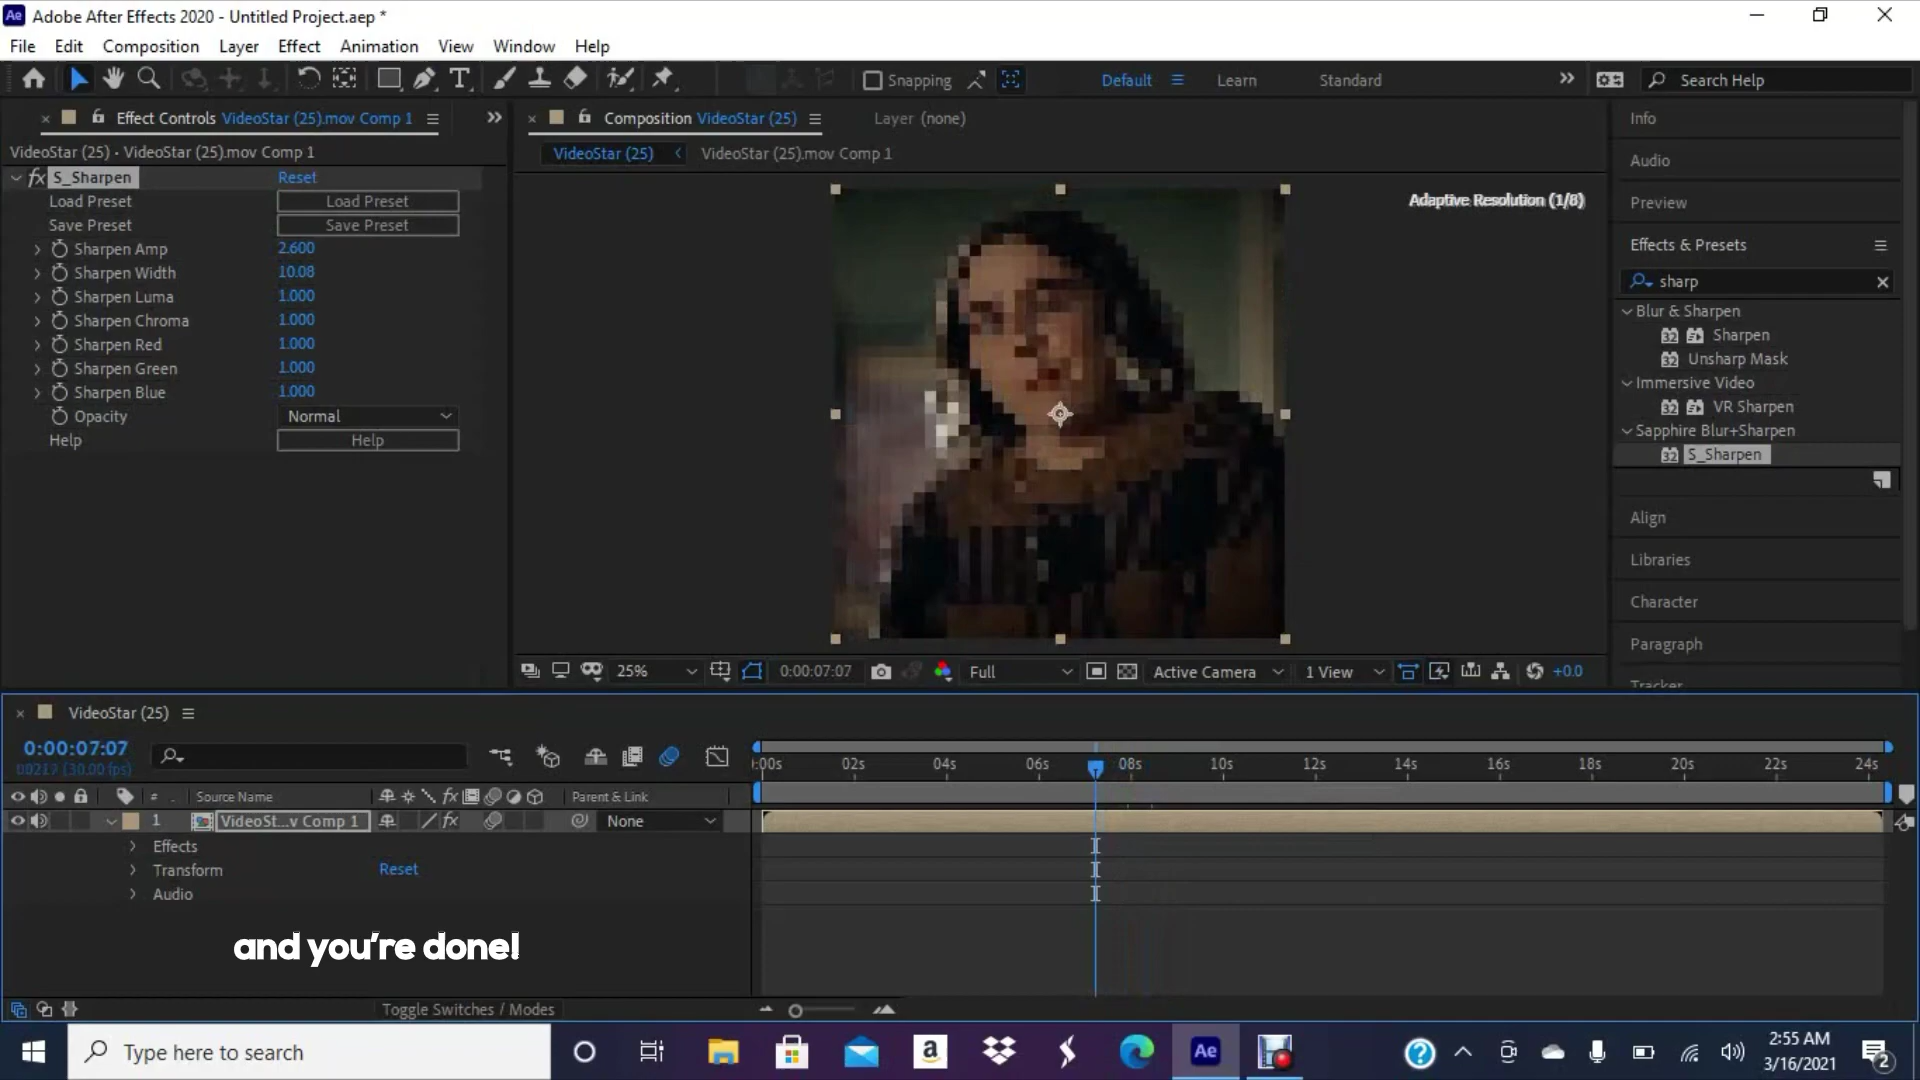 Adobe After Effects 2020 - Untitled Project.aep *
File Edit Composition Layer Effect Animation View Window Help
Snapping Default Learn Standard Search Help
Effect Controls VideoStar (25).mov Comp 1
VideoStar (25) · VideoStar (25).mov Comp 1
fx S_Sharpen Reset
Load Preset Load Preset
Save Preset Save Preset
Sharpen Amp 2.600
Sharpen Width 10.08
Sharpen Luma 1.000
Sharpen Chroma 1.000
Sharpen Red 1.000
Sharpen Green 1.000
Sharpen Blue 1.000
Opacity Normal
Help Help
Composition VideoStar (25) Layer (none)
VideoStar (25) VideoStar (25).mov Comp 1
Adaptive Resolution (1/8)
25% 0:00:07:07 Full Active Camera 1 View +0.0
Info
Audio
Preview
Effects & Presets
sharp
Blur & Sharpen
Sharpen
Unsharp Mask
Immersive Video
VR Sharpen
Sapphire Blur+Sharpen
S_Sharpen
Align
Libraries
Character
Paragraph
Tracker
VideoStar (25)
0:00:07:07
00219 (30.00 fps)
:00s 02s 04s 06s 08s 10s 12s 14s 16s 18s 20s 22s 24s
# Source Name fx Parent & Link
1 VideoSt...v Comp 1 fx None
Effects
Transform Reset
Audio
and you're done!
Toggle Switches / Modes
Type here to search
Ae
2:55 AM
3/16/2021
2